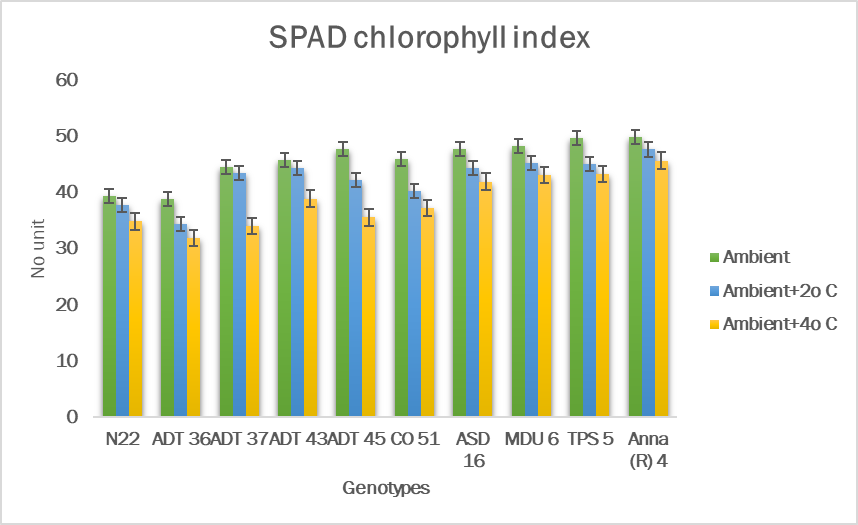 SPAD chlorophyll index
60
50
40
30
20
10
0
No unit
N22 ADT 36 ADT 37 ADT 43 ADT 45 CO 51 ASD 16 MDU 6 TPS 5 Anna (R) 4
Genotypes
Ambient
Ambient+2o C
Ambient+4o C